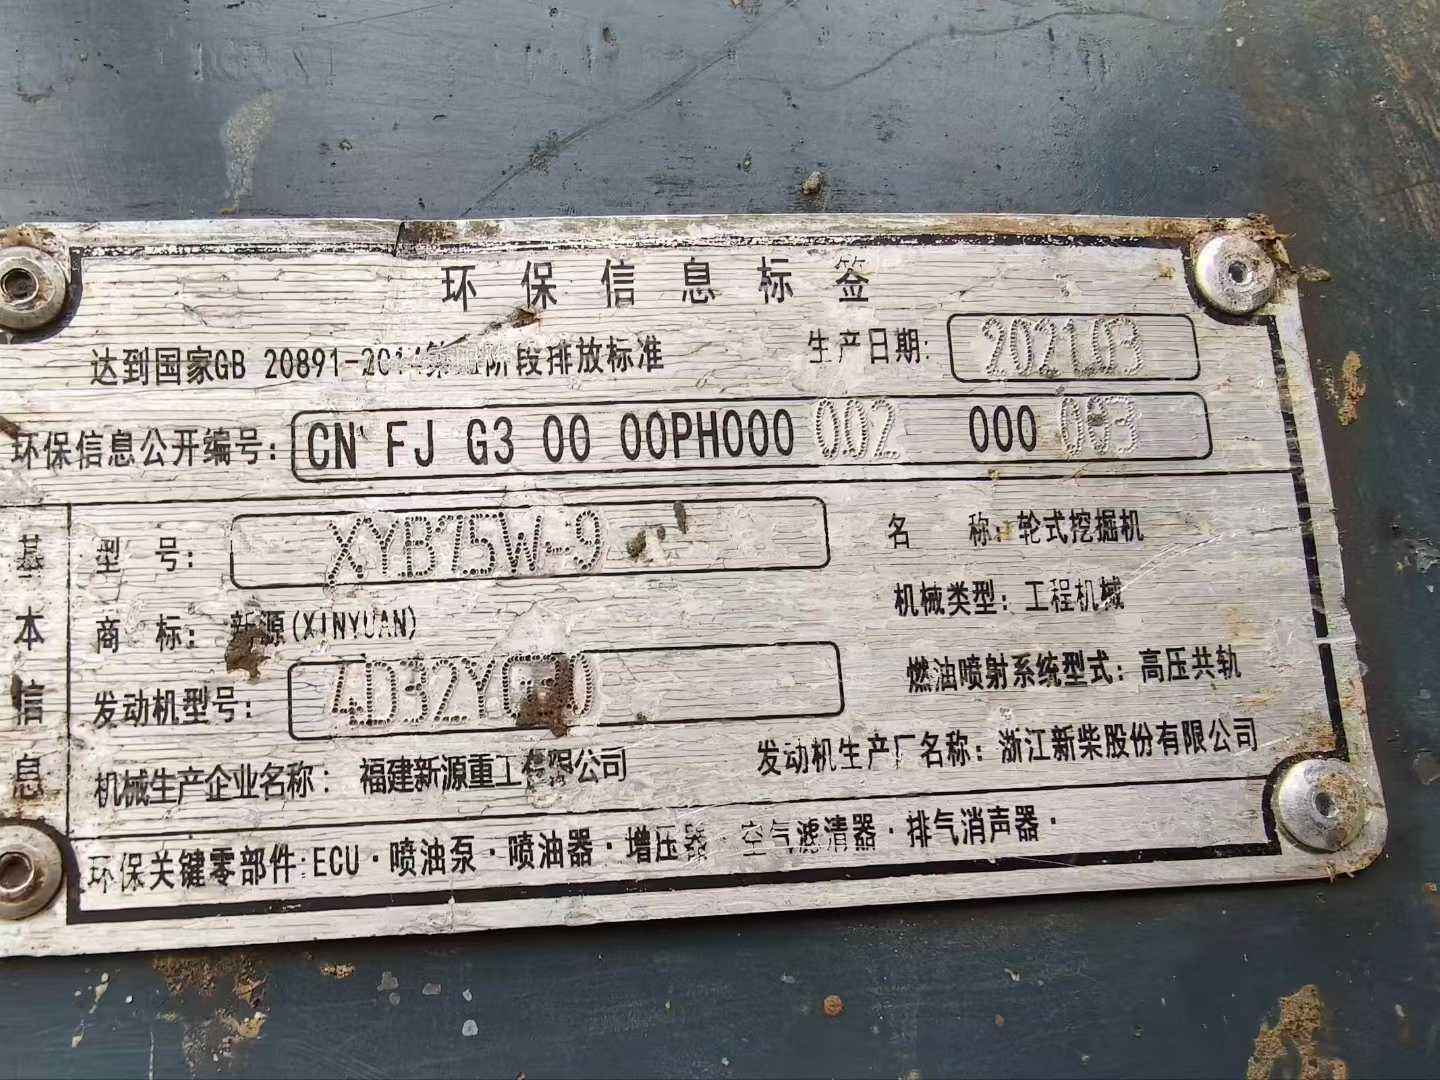 环保信息标签
达到国家GB 20891-2014第三阶段排放标准 生产日期: 2021.03
环保信息公开编号: CN FJ G3 00 00PH000 002 000 003
基本信息
型 号: XYB75W-9 名 称: 轮式挖掘机
商 标: 新源(XINYUAN) 机械类型: 工程机械
发动机型号: 燃油喷射系统型式: 高压共轨
机械生产企业名称: 福建新源重工有限公司 发动机生产厂名称: 浙江新柴股份有限公司
环保关键零部件:ECU·喷油泵·喷油器·增压器·空气滤清器·排气消声器·